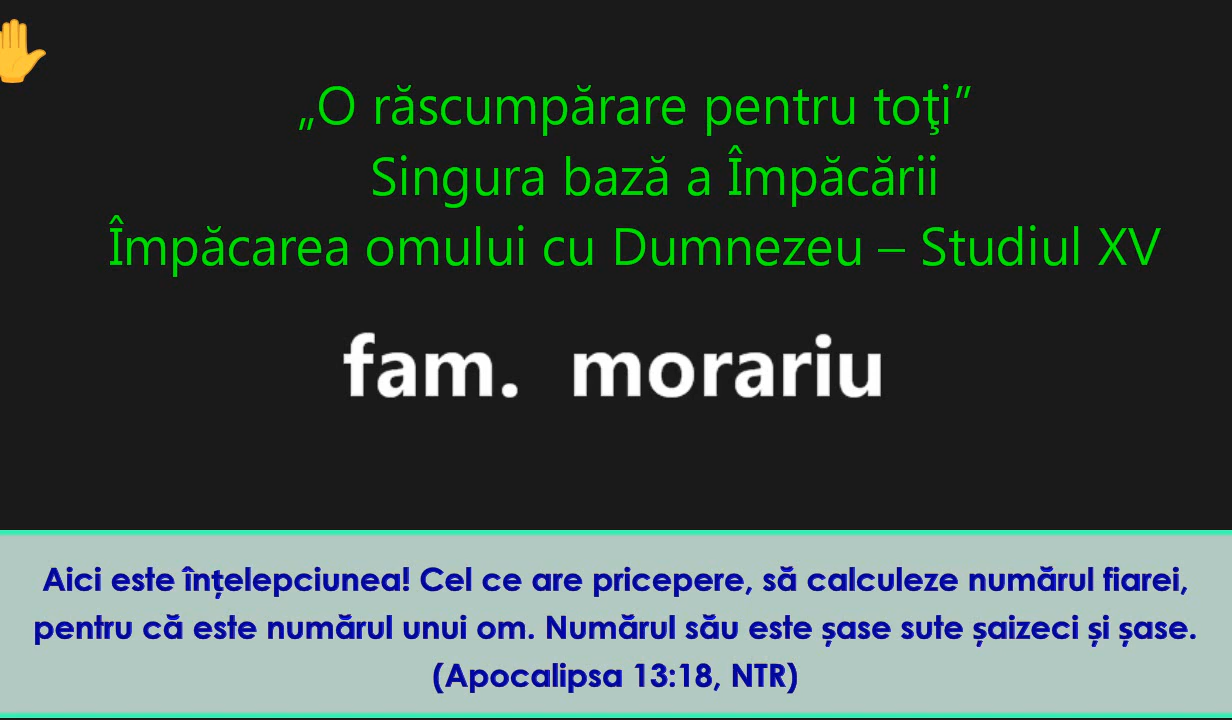 „O răscumpărare pentru toţi”
Singura bază a Împăcării
Împăcarea omului cu Dumnezeu – Studiul XV
fam. morariu
Aici este înțelepciunea! Cel ce are pricepere, să calculeze numărul fiarei,
pentru că este numărul unui om. Numărul său este șase sute șaizeci și șase.
(Apocalipsa 13:18, NTR)